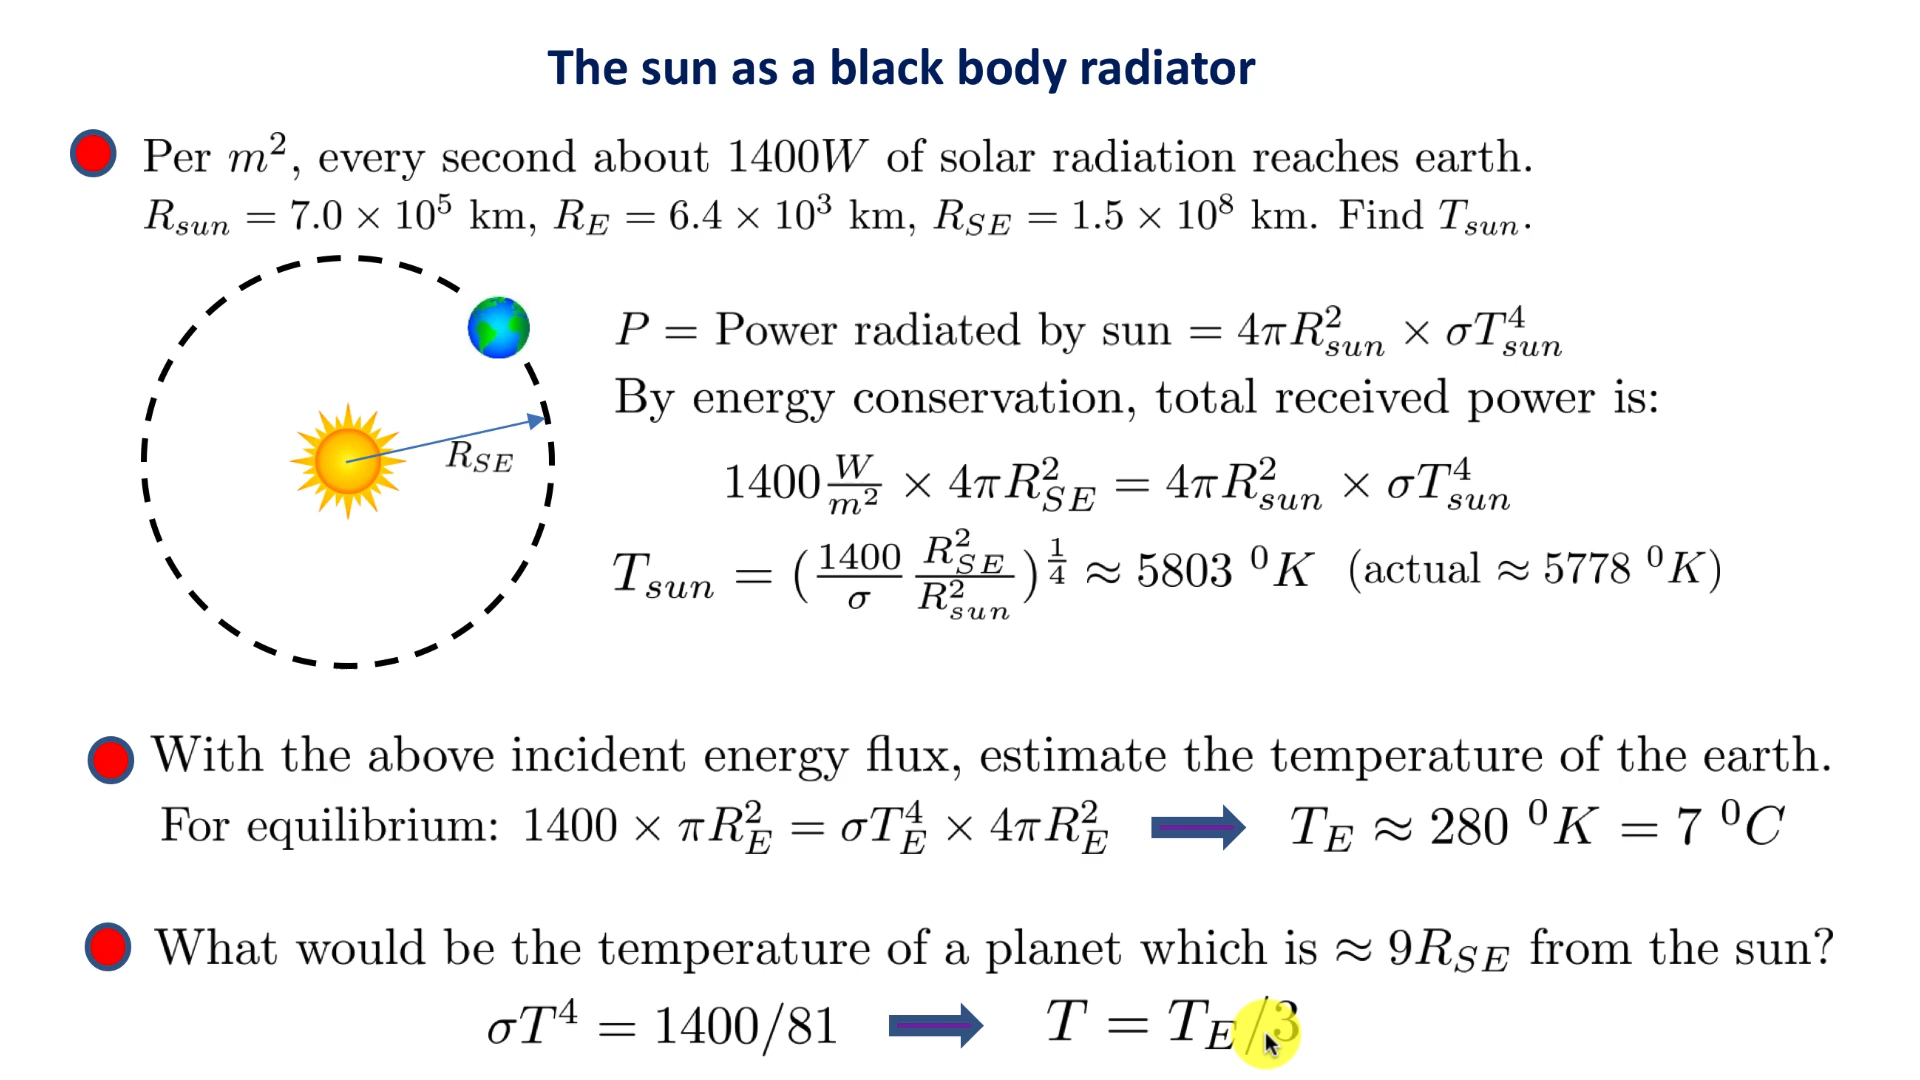 The sun as a black body radiator
Per m², every second about 1400W of solar radiation reaches earth.
R_sun = 7.0 × 10⁵ km, R_E = 6.4 × 10³ km, R_SE = 1.5 × 10⁸ km. Find T_sun.
R_SE
P = Power radiated by sun = 4πR²_sun × σT⁴_sun
By energy conservation, total received power is:
1400 W/m² × 4πR²_SE = 4πR²_sun × σT⁴_sun
T_sun = (1400/σ R²_SE/R²_sun)^(1/4) ≈ 5803 ⁰K (actual ≈ 5778 ⁰K)
With the above incident energy flux, estimate the temperature of the earth.
For equilibrium: 1400 × πR²_E = σT⁴_E × 4πR²_E T_E ≈ 280 ⁰K = 7 ⁰C
What would be the temperature of a planet which is ≈ 9R_SE from the sun?
σT⁴ = 1400/81 T = T_E/3